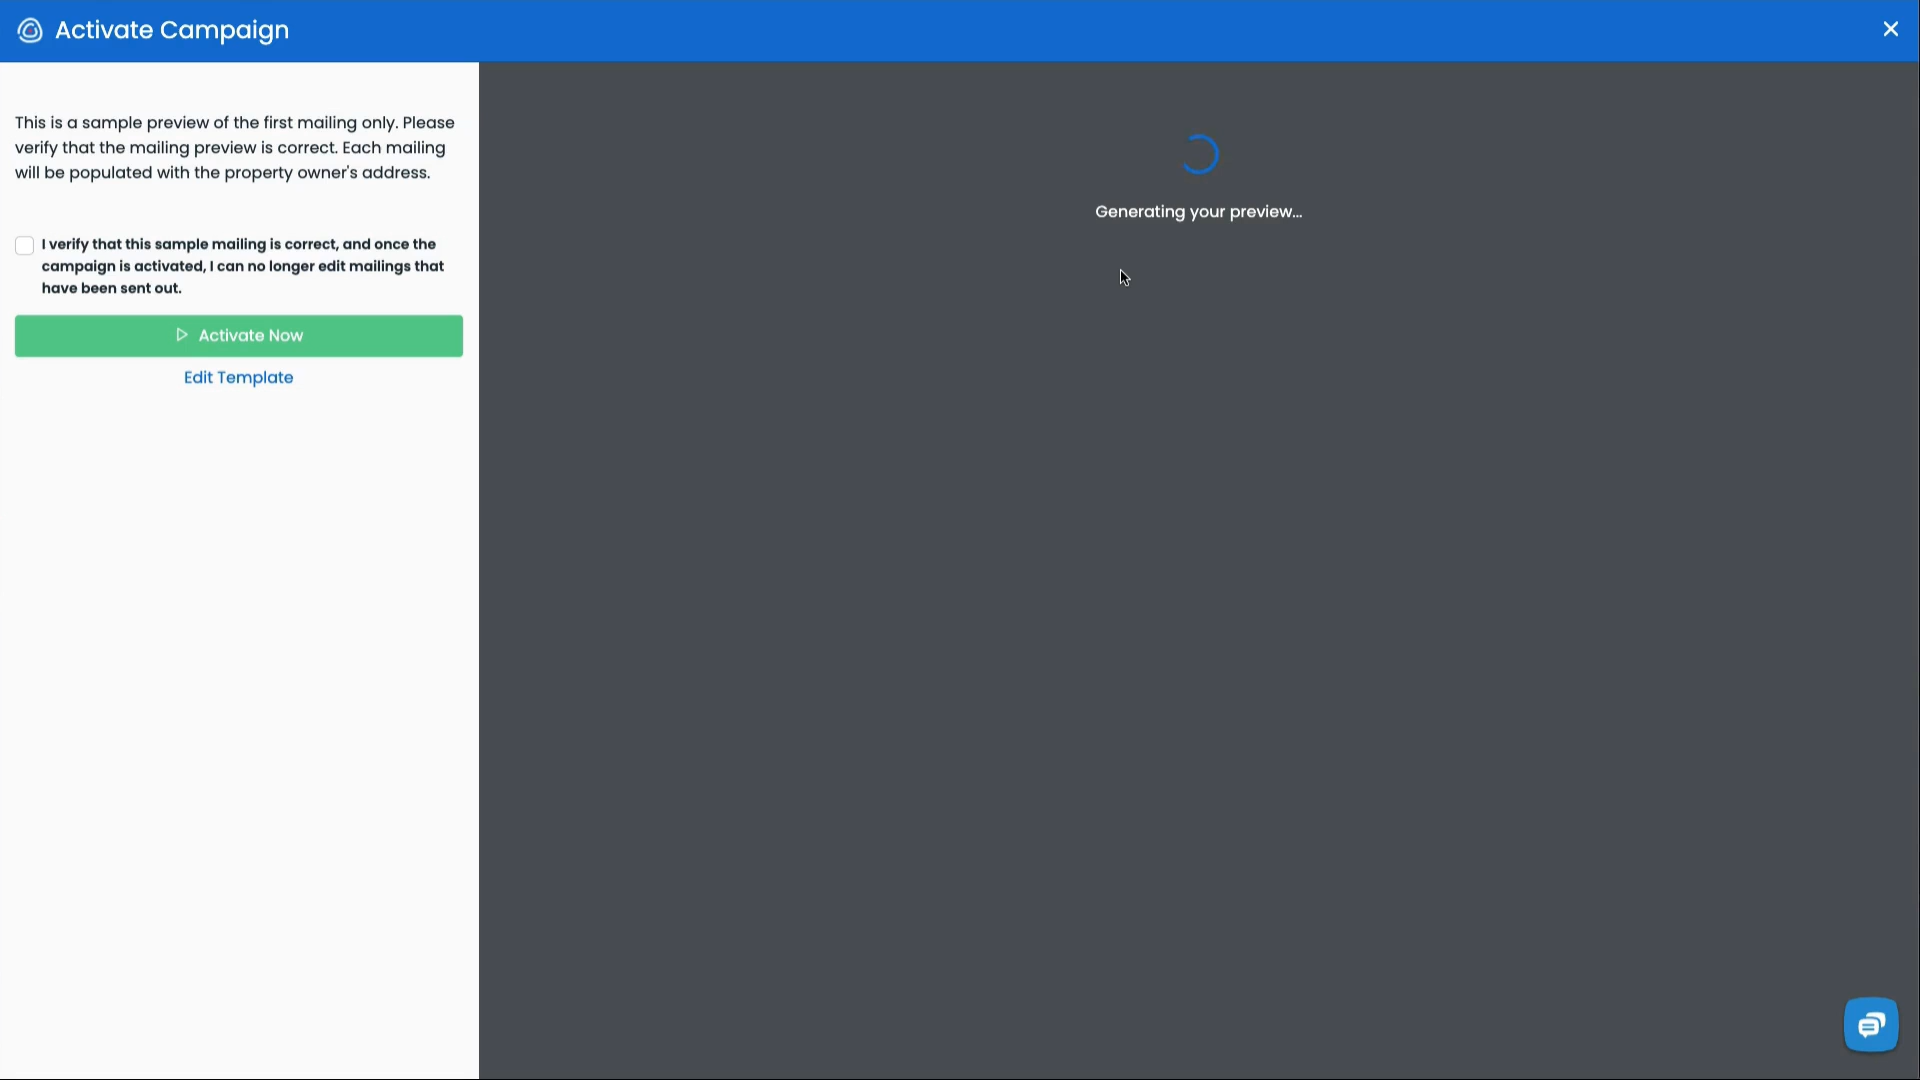 Activate Campaign
This is a sample preview of the first mailing only. Please
verify that the mailing preview is correct. Each mailing
will be populated with the property owner's address.
I verify that this sample mailing is correct, and once the
campaign is activated, I can no longer edit mailings that
have been sent out.
Activate Now
Edit Template
Generating your preview...